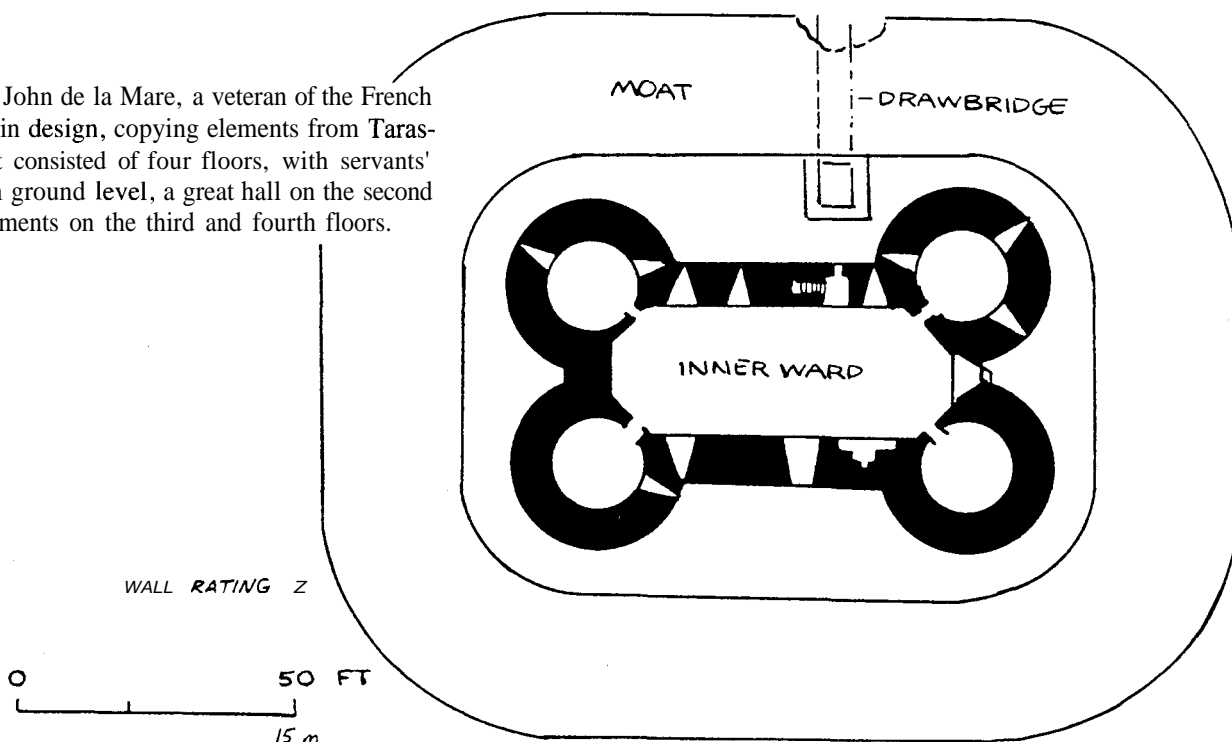 John de la Mare, a veteran of the French
in design, copying elements from Taras-
t consisted of four floors, with servants'
ground level, a great hall on the second
ments on the third and fourth floors.
MOAT
-DRAWBRIDGE
INNER WARD
WALL RATING Z
0 50 FT
15 m